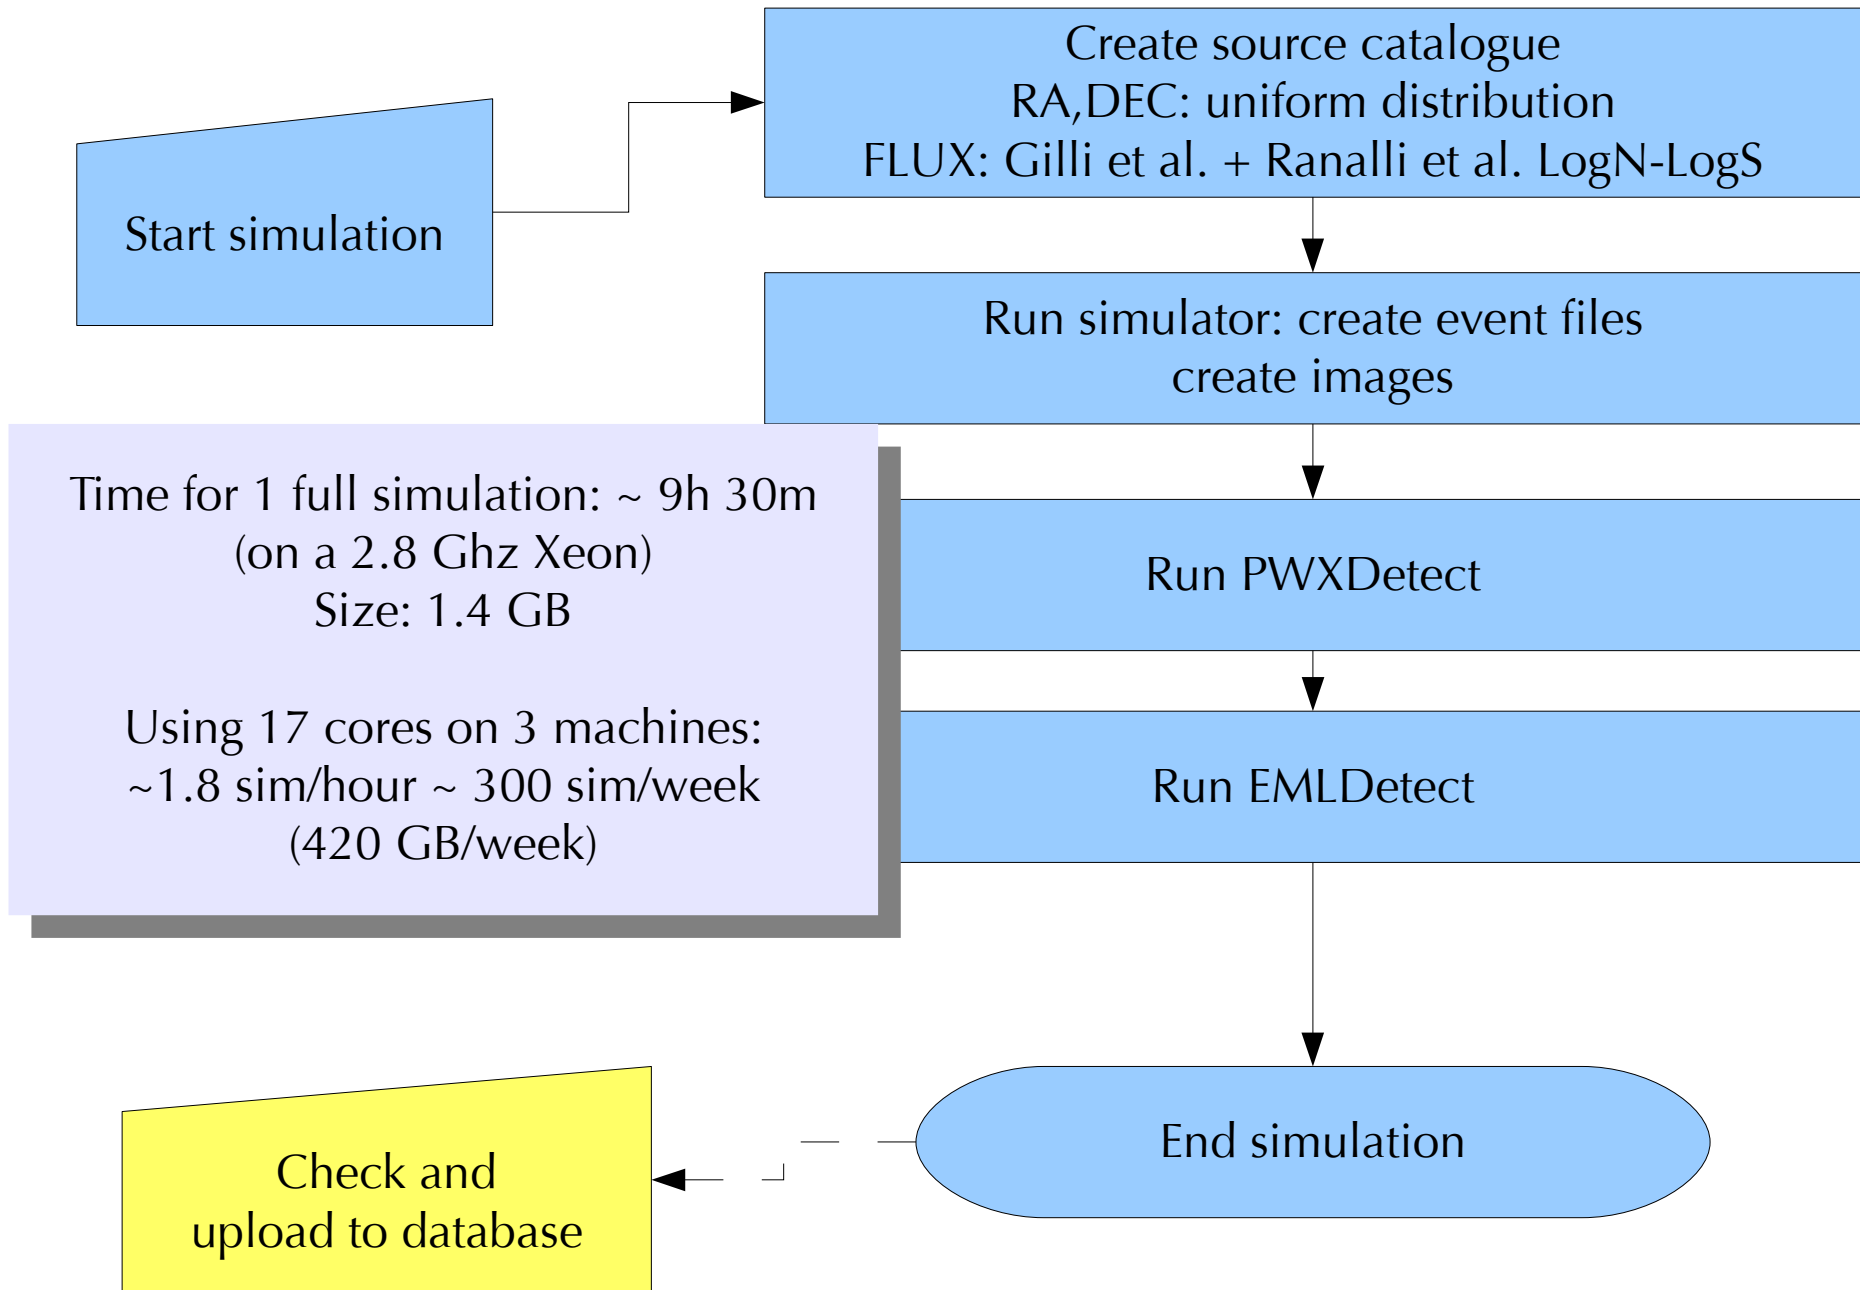 Create source catalogue
RA,DEC: uniform distribution
FLUX: Gilli et al. + Ranalli et al. LogN-LogS
Start simulation
Run simulator: create event files
create images
Time for 1 full simulation: ~ 9h 30m
(on a 2.8 Ghz Xeon)
Size: 1.4 GB
Using 17 cores on 3 machines:
~1.8 sim/hour ~ 300 sim/week
(420 GB/week)
Run PWXDetect
Run EMLDetect
End simulation
Check and
upload to database